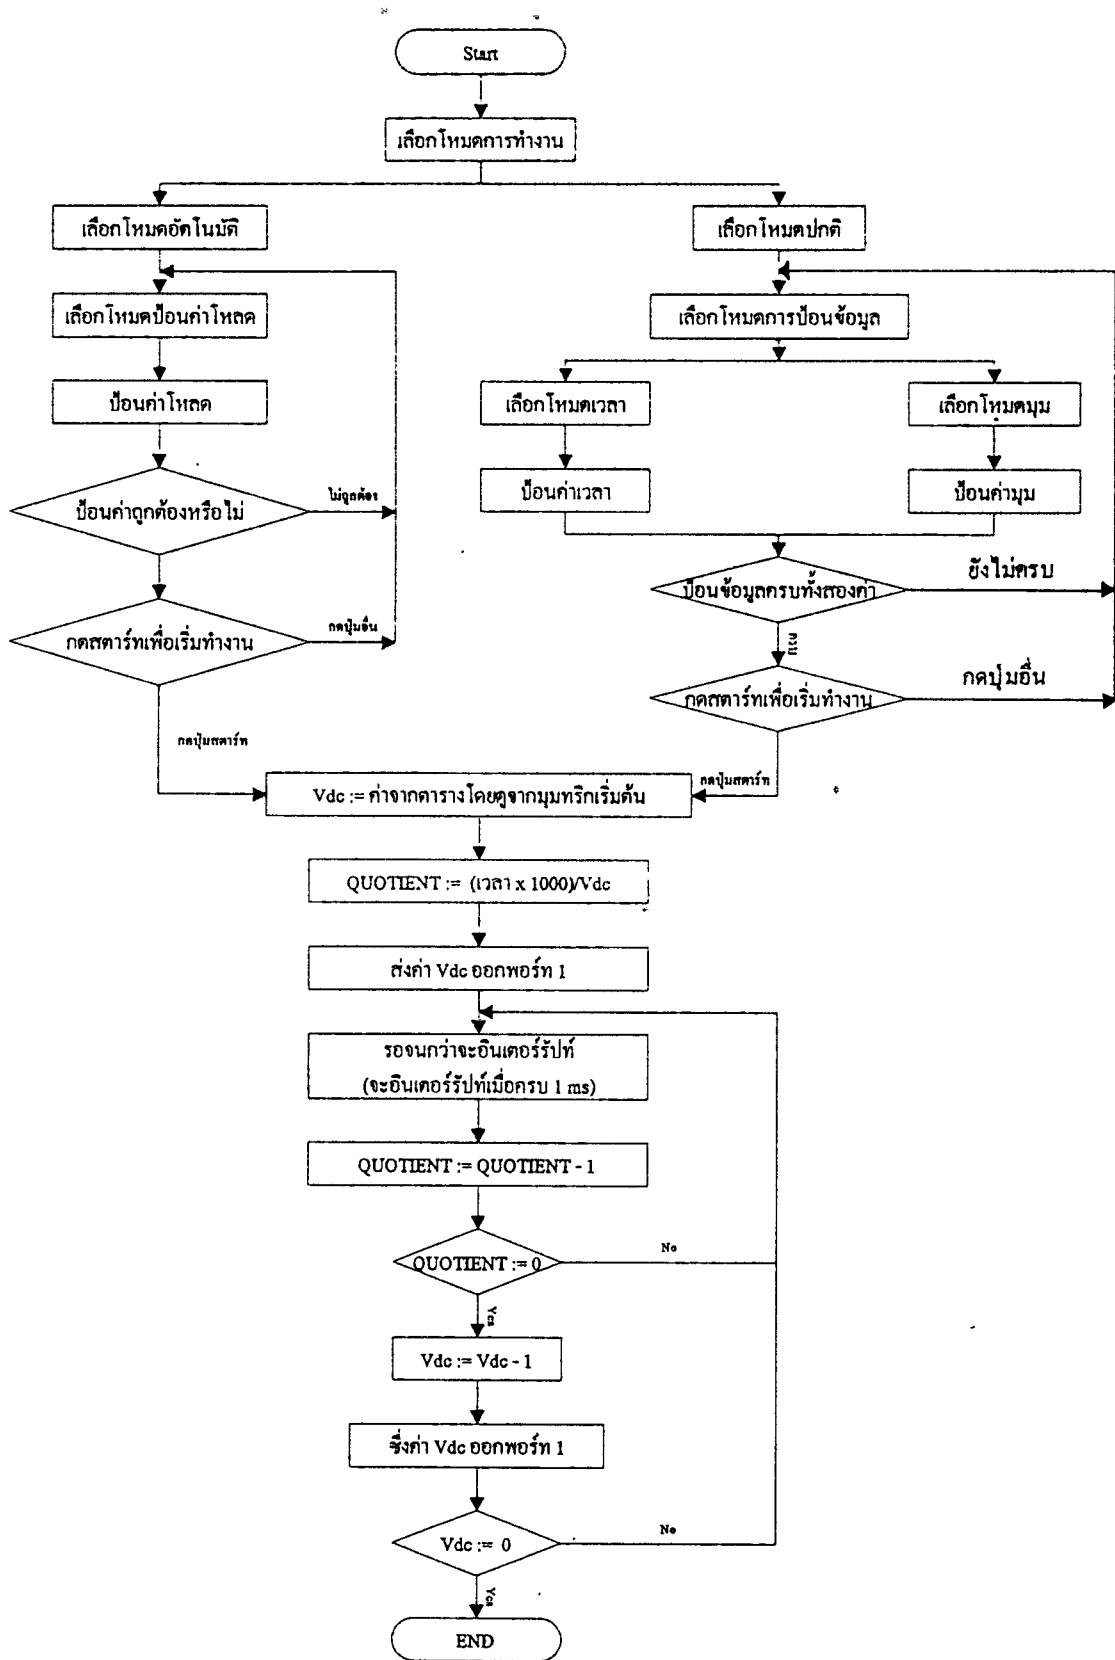 Start
เลือกโหมดการทำงาน
เลือกโหมดอัตโนมัติ
เลือกโหมดป้อนค่าโหลด
ป้อนค่าโหลด
ป้อนค่าถูกต้องหรือไม่
ไม่ถูกต้อง
กดสตาร์ทเพื่อเริ่มทำงาน
กดปุ่มอื่น
กดปุ่มสตาร์ท
เลือกโหมดปกติ
เลือกโหมดการป้อนข้อมูล
เลือกโหมดเวลา
เลือกโหมดมุม
ป้อนค่าเวลา
ป้อนค่ามุม
ป้อนข้อมูลครบทั้งสองค่า
ยังไม่ครบ
ครบ
กดสตาร์ทเพื่อเริ่มทำงาน
กดปุ่มอื่น
กดปุ่มสตาร์ท
Vdc := ค่าจากตารางโดยดูจากมุมทริกเริ่มต้น
QUOTIENT := (เวลา x 1000)/Vdc
ส่งค่า Vdc ออกพอร์ท 1
รอจนกว่าจะอินเตอร์รัปท์
(จะอินเตอร์รัปท์เมื่อครบ 1 ms)
QUOTIENT := QUOTIENT - 1
QUOTIENT := 0
No
Yes
Vdc := Vdc - 1
ซึ่งค่า Vdc ออกพอร์ท 1
Vdc := 0
No
Yes
END